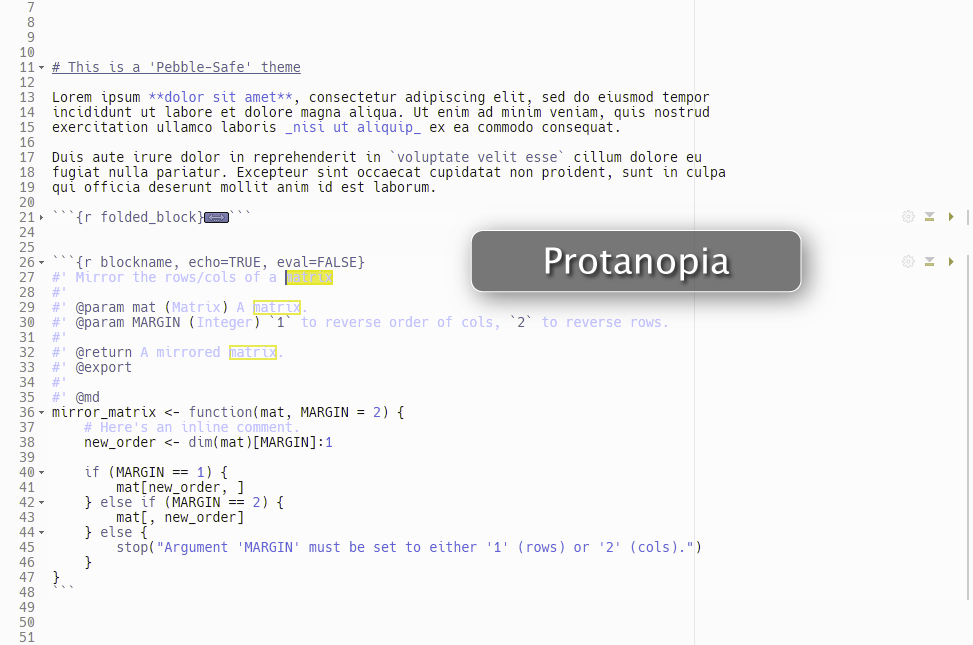 7
8
9
10
11 # This is a 'Pebble-Safe' theme
12
13 Lorem ipsum **dolor sit amet**, consectetur adipiscing elit, sed do eiusmod tempor
14 incididunt ut labore et dolore magna aliqua. Ut enim ad minim veniam, quis nostrud
15 exercitation ullamco laboris _nisi ut aliquip_ ex ea commodo consequat.
16
17 Duis aute irure dolor in reprehenderit in `voluptate velit esse` cillum dolore eu
18 fugiat nulla pariatur. Excepteur sint occaecat cupidatat non proident, sunt in culpa
19 qui officia deserunt mollit anim id est laborum.
20
21 ```{r folded_block}```
24
25
26 ```{r blockname, echo=TRUE, eval=FALSE}
Protanopia
27 #' Mirror the rows/cols of a matrix
28 #'
29 #' @param mat (Matrix) A matrix.
30 #' @param MARGIN (Integer) `1` to reverse order of cols, `2` to reverse rows.
31 #'
32 #' @return A mirrored matrix.
33 #' @export
34 #'
35 #' @md
36 mirror_matrix <- function(mat, MARGIN = 2) {
37     # Here's an inline comment.
38     new_order <- dim(mat)[MARGIN]:1
39
40     if (MARGIN == 1) {
41         mat[new_order, ]
42     } else if (MARGIN == 2) {
43         mat[, new_order]
44     } else {
45         stop("Argument 'MARGIN' must be set to either '1' (rows) or '2' (cols).")
46     }
47 }
48 ```
49
50
51